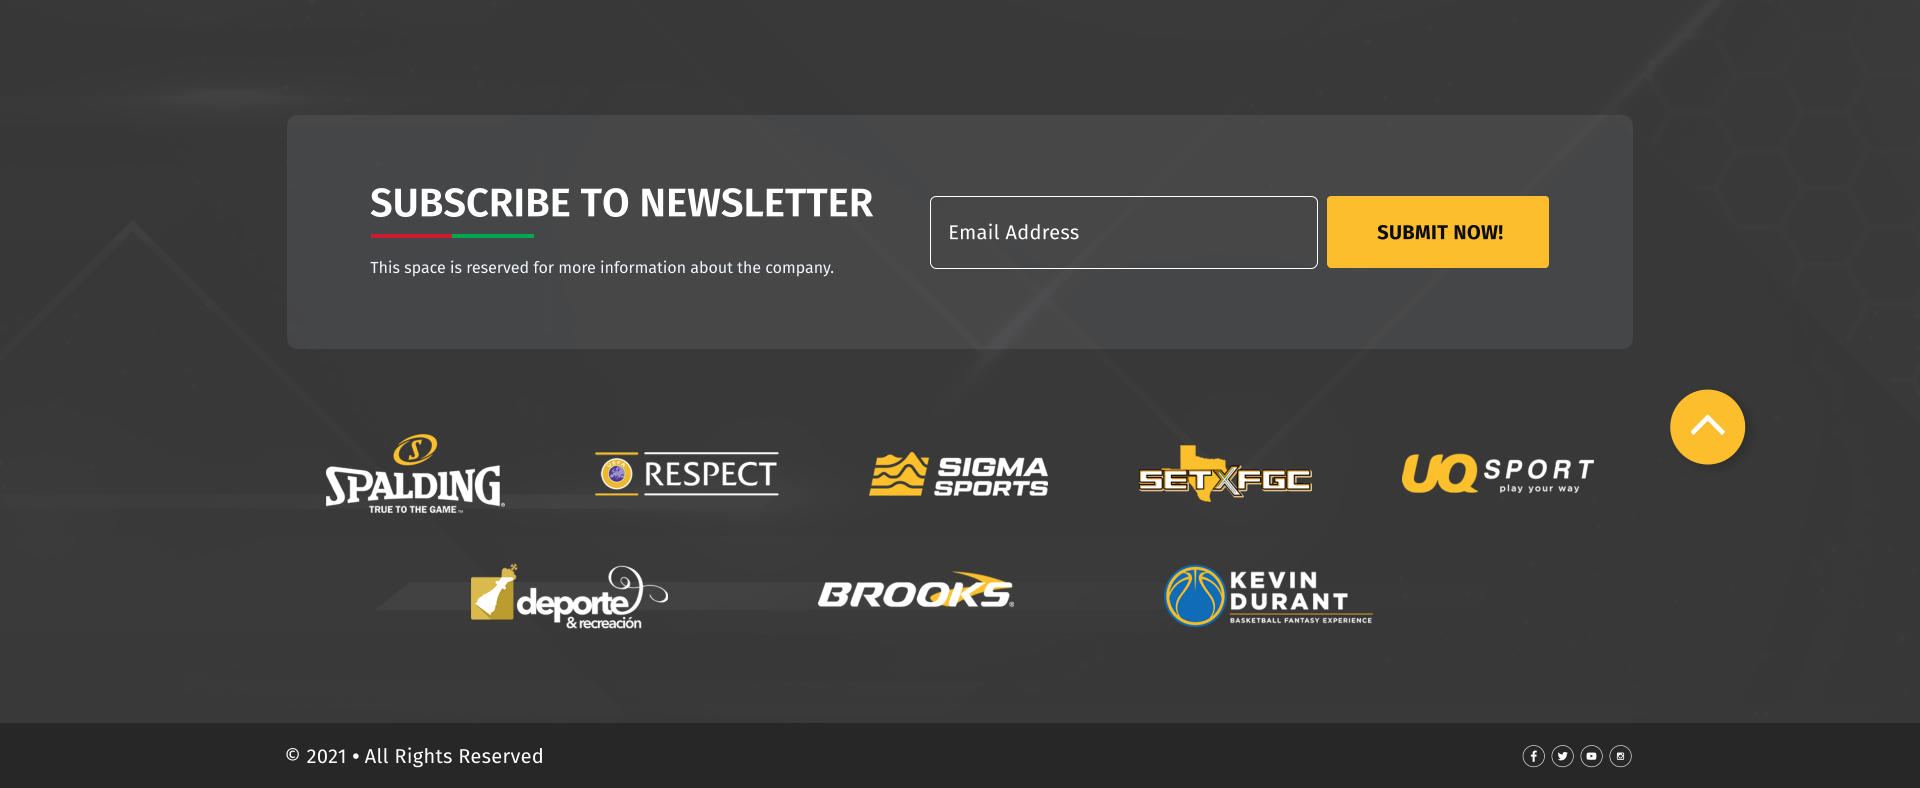 SUBSCRIBE TO NEWSLETTER
This space is reserved for more information about the company.
Email Address
SUBMIT NOW!
S
SPALDING®
TRUE TO THE GAME™
UEFA
RESPECT
SIGMA
SPORTS
SETXFGC
UQ SPORT
play your way
deporte
& recreación
BROOKS®
KEVIN
DURANT
BASKETBALL FANTASY EXPERIENCE
© 2021 • All Rights Reserved